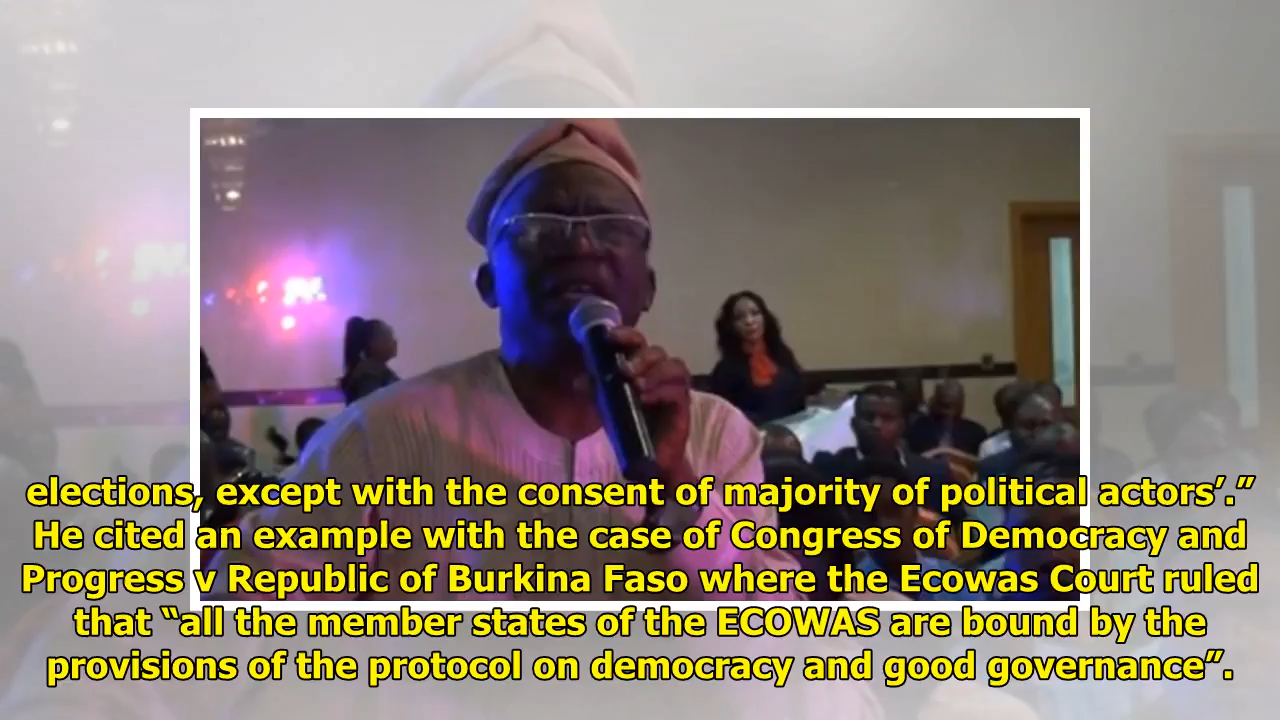 elections, except with the consent of majority of political actors’.”
He cited an example with the case of Congress of Democracy and
Progress v Republic of Burkina Faso where the Ecowas Court ruled
that “all the member states of the ECOWAS are bound by the
provisions of the protocol on democracy and good governance”.